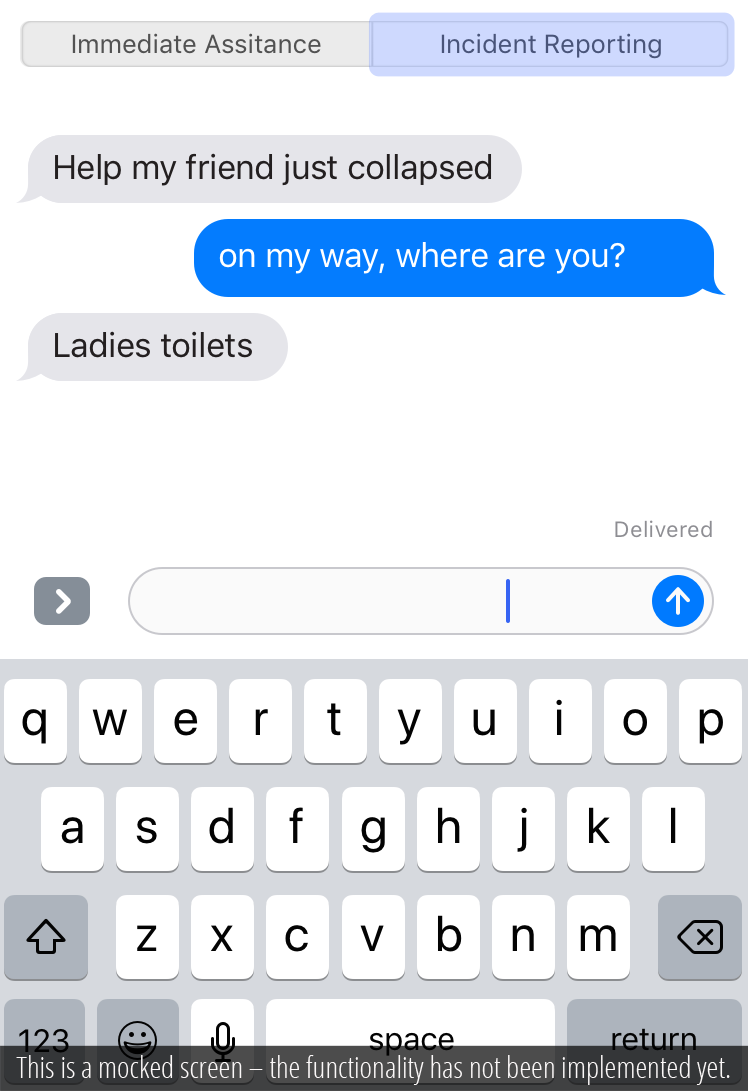 Immediate Assitance Incident Reporting
Help my friend just collapsed
on my way, where are you?
Ladies toilets
Delivered
q w e r t y u i o p
a s d f g h j k l
z x c v b n m
123 space return
This is a mocked screen – the functionality has not been implemented yet.